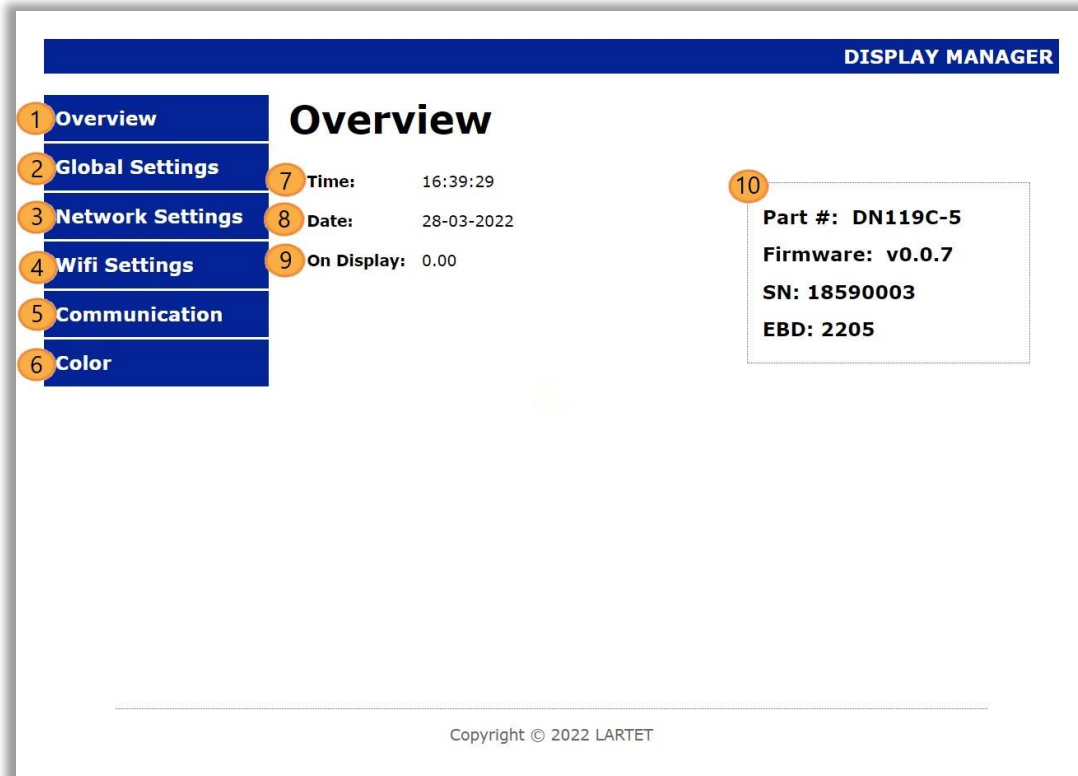 DISPLAY MANAGER
1 Overview
2 Global Settings
3 Network Settings
4 Wifi Settings
5 Communication
6 Color
Overview
7 Time: 16:39:29
8 Date: 28-03-2022
9 On Display: 0.00
10
Part #: DN119C-5
Firmware: v0.0.7
SN: 18590003
EBD: 2205
Copyright © 2022 LARTET